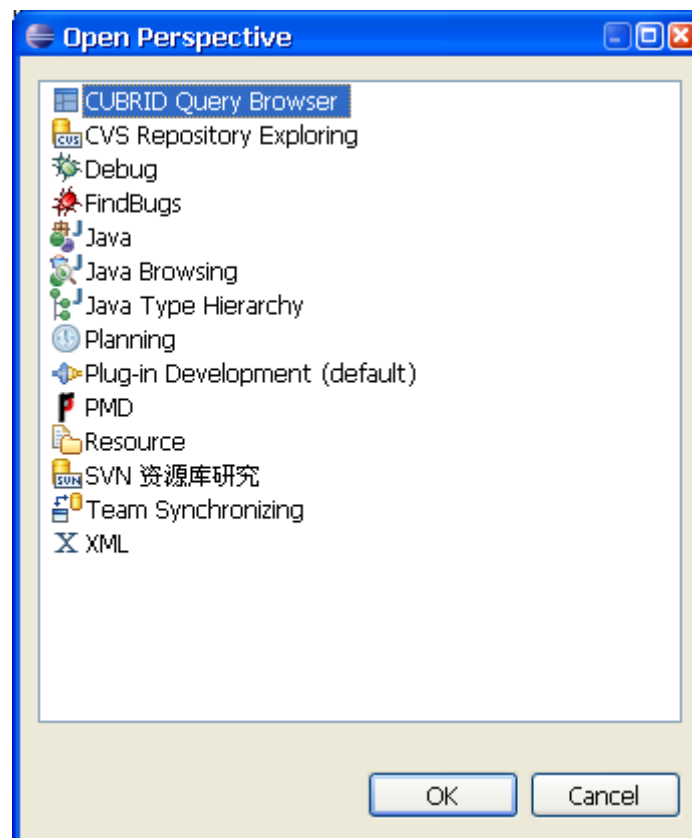 Open Perspective
CUBRID Query Browser
CVS Repository Exploring
Debug
FindBugs
Java
Java Browsing
Java Type Hierarchy
Planning
Plug-in Development (default)
PMD
Resource
SVN 资源库研究
Team Synchronizing
XML
OK Cancel